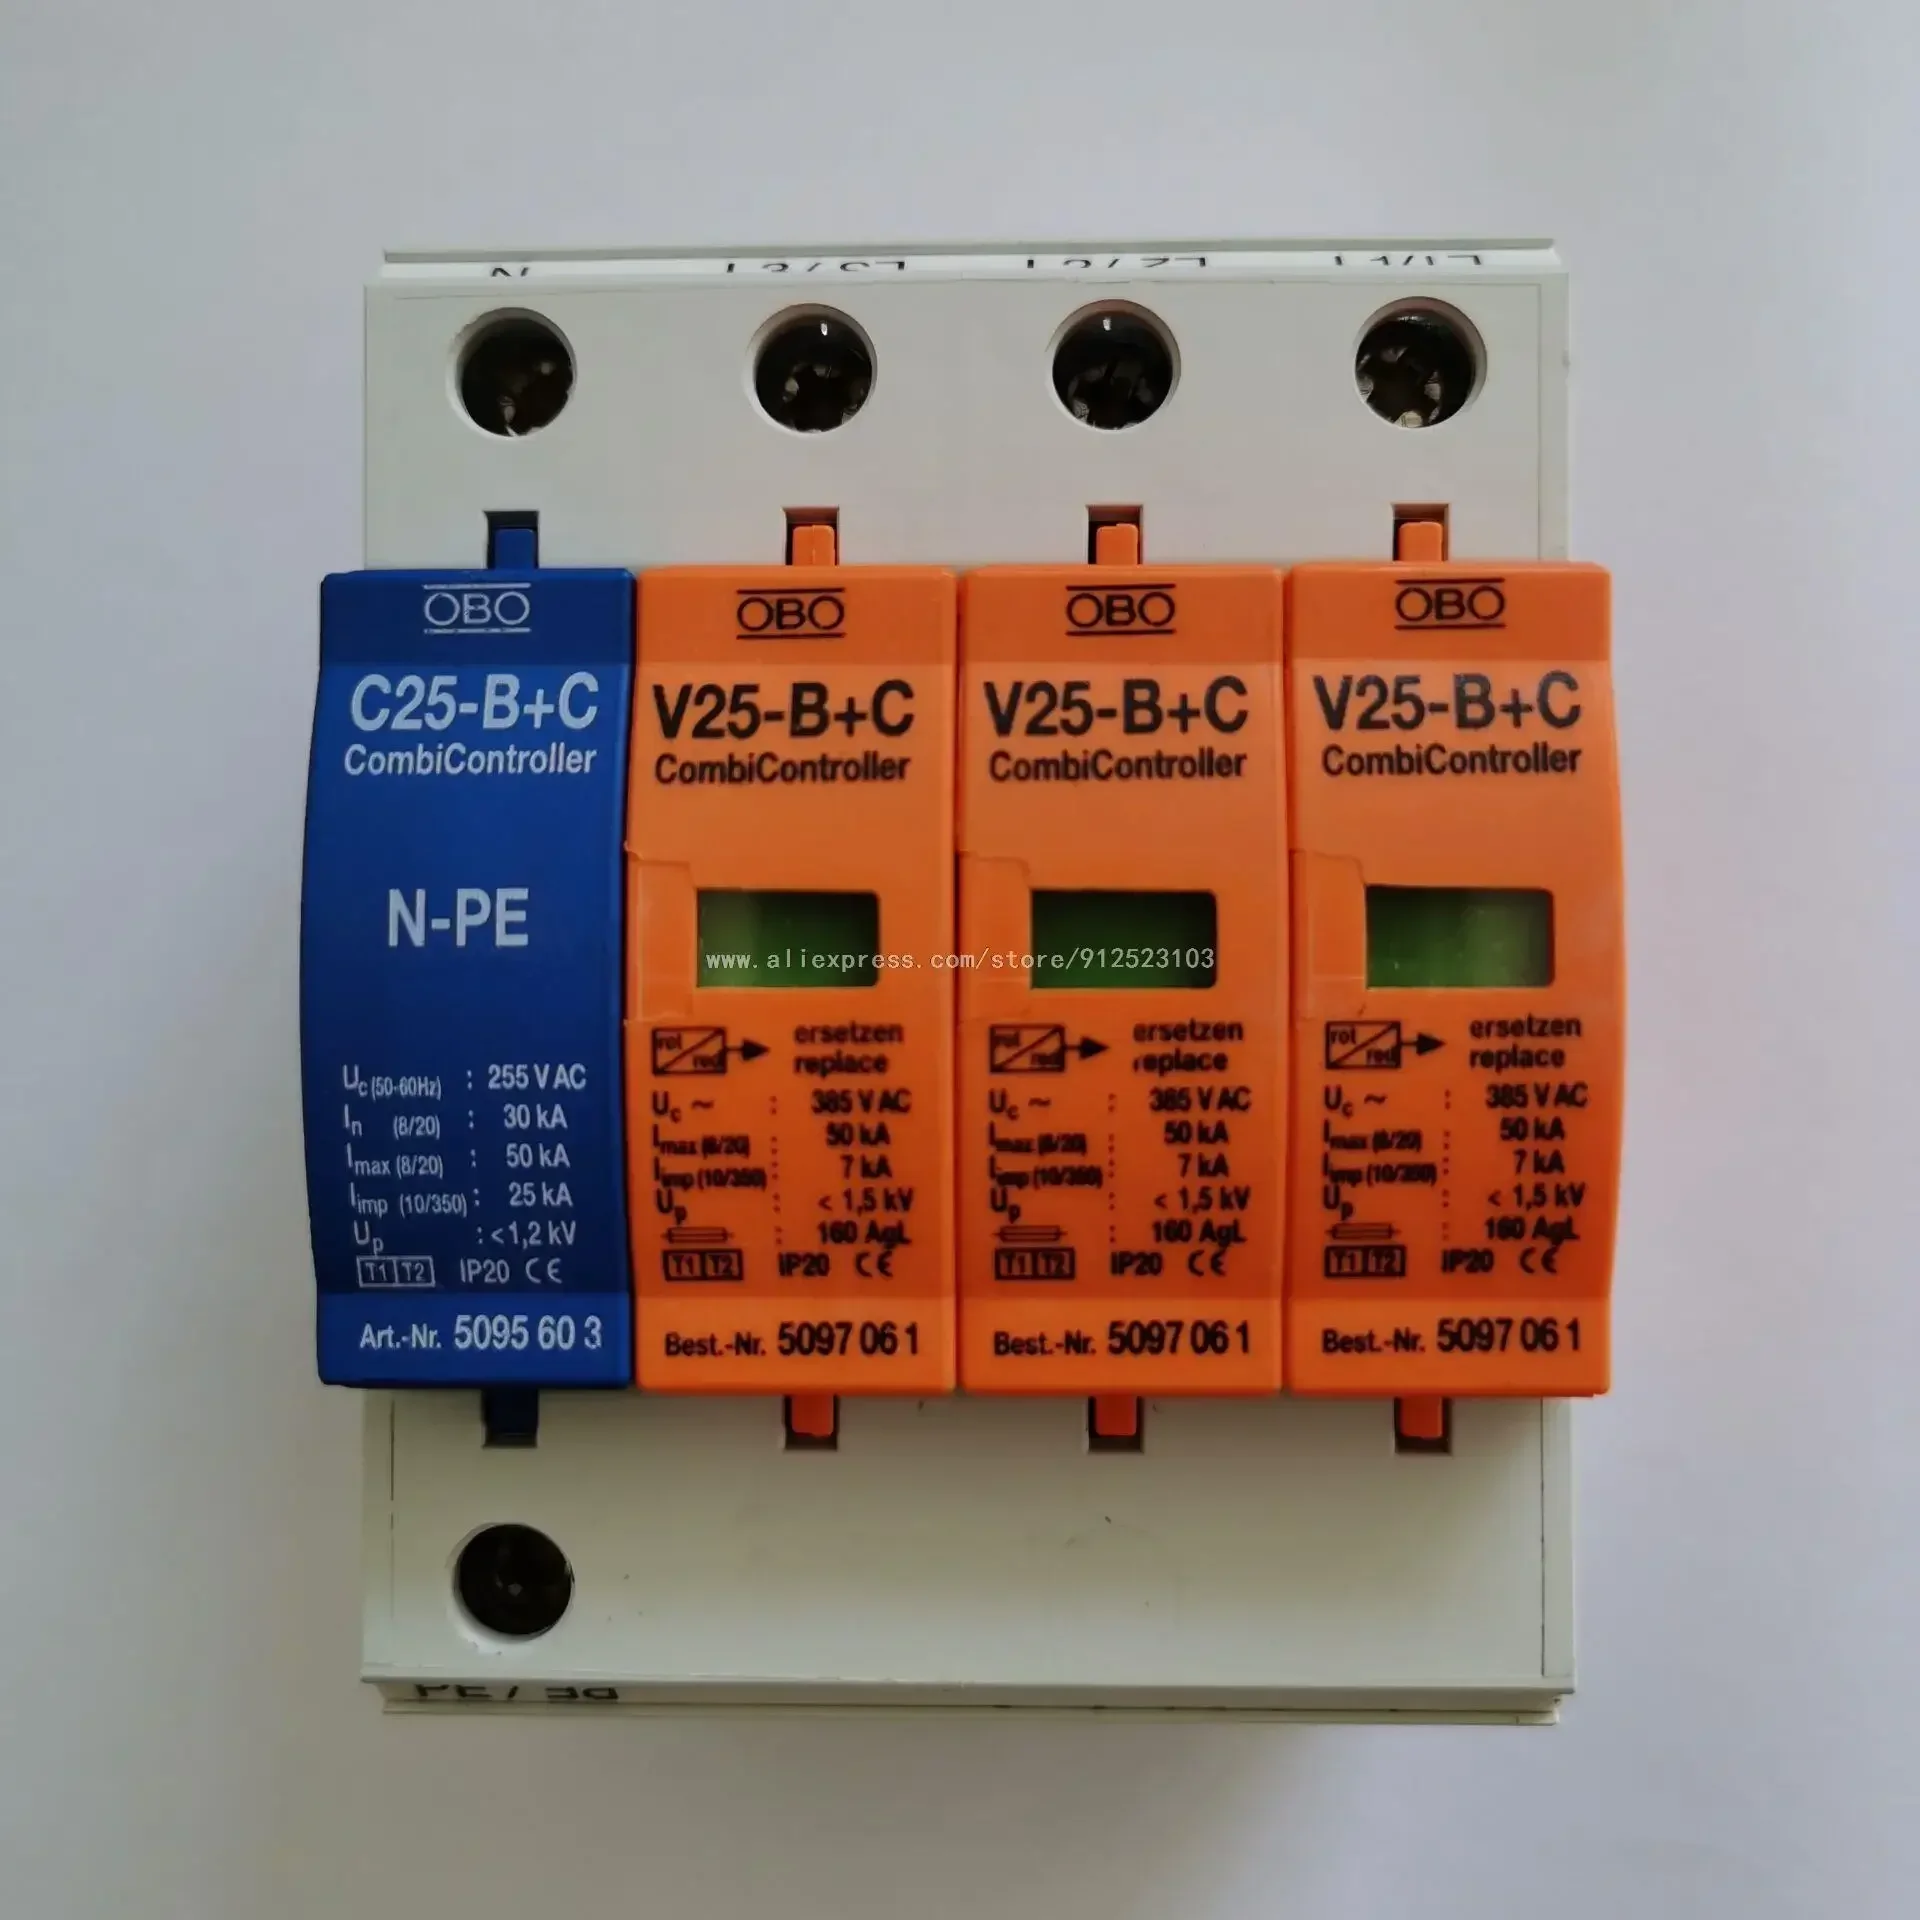 N L3/L3 L2/L2 L1/L1
OBO
C25-B+C
CombiController
N-PE
Uc (50-60Hz) : 255 V AC
In (8/20) : 30 kA
Imax (8/20) : 50 kA
Iimp (10/350) : 25 kA
Up : < 1,2 kV
T1 T2 IP20 CE
Art.-Nr. 5095 60 3
OBO
V25-B+C
CombiController
rot red ersetzen
replace
Uc ~ : 385 V AC
Imax (8/20) : 50 kA
Iimp (10/350) : 7 kA
Up : < 1,5 kV
: 160 AgL
T1 T2 IP20 CE
Best.-Nr. 5097 06 1
OBO
V25-B+C
CombiController
rot red ersetzen
replace
Uc ~ : 385 V AC
Imax (8/20) : 50 kA
Iimp (10/350) : 7 kA
Up : < 1,5 kV
: 160 AgL
T1 T2 IP20 CE
Best.-Nr. 5097 06 1
OBO
V25-B+C
CombiController
rot red ersetzen
replace
Uc ~ : 385 V AC
Imax (8/20) : 50 kA
Iimp (10/350) : 7 kA
Up : < 1,5 kV
: 160 AgL
T1 T2 IP20 CE
Best.-Nr. 5097 06 1
www.aliexpress.com/store/912523103
PE / PE